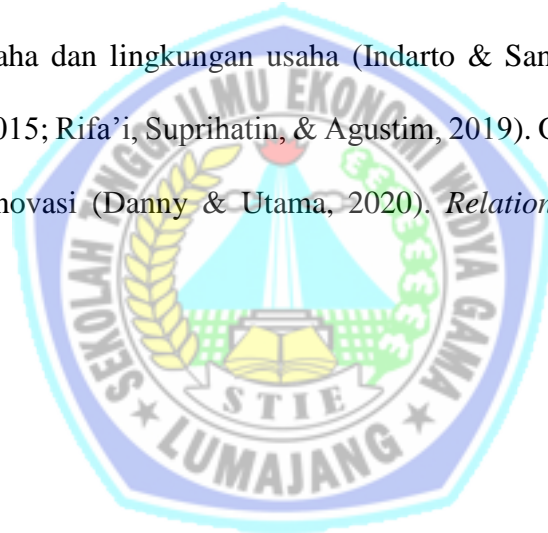 aha dan lingkungan usaha (Indarto & San
015; Rifa’i, Suprihatin, & Agustim, 2019). C
novasi (Danny & Utama, 2020). Relation
SEKOLAH TINGGI ILMU EKONOMI WIDYA GAMA
STIE
LUMAJANG